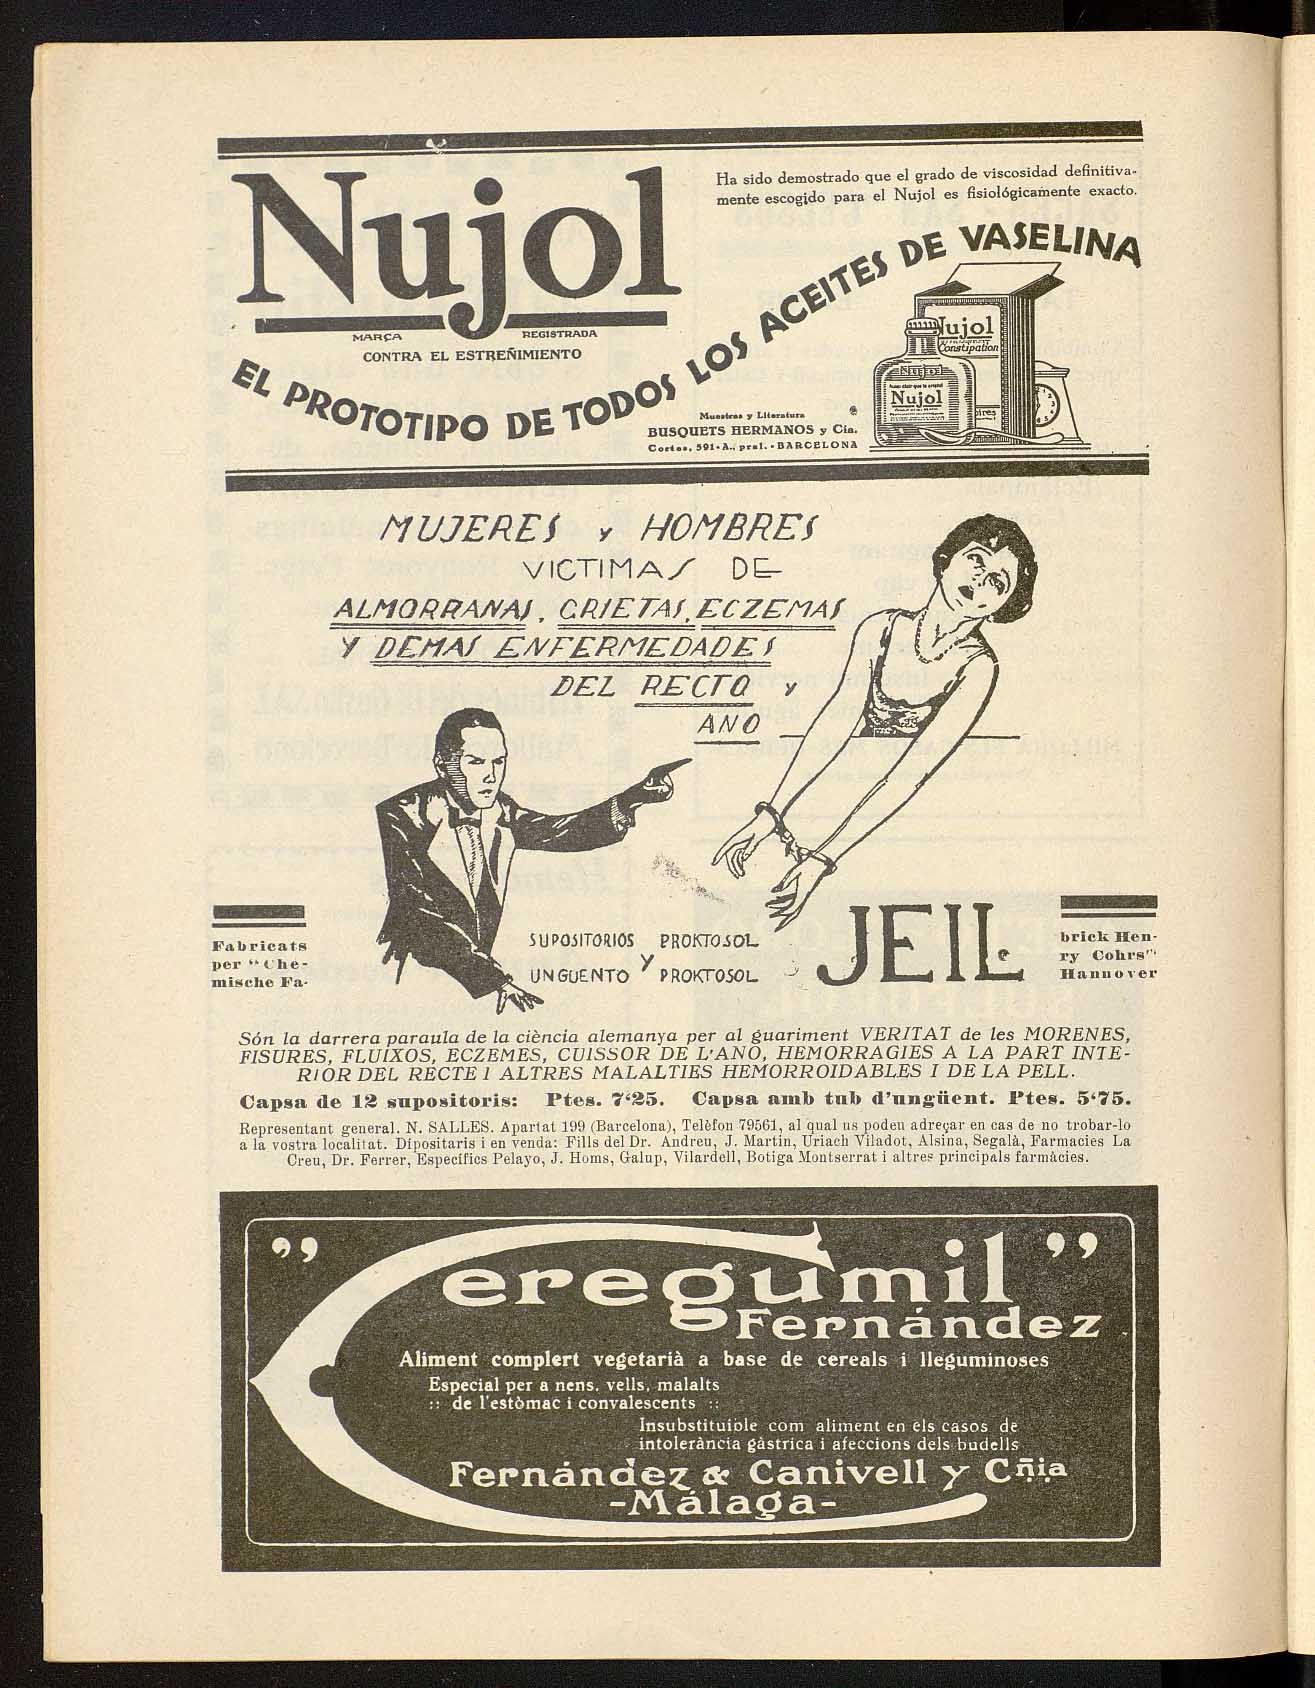 Nujol
MARCA REGISTRADA
CONTRA EL ESTREÑIMIENTO
Ha sido demostrado que el grado de viscosidad definitiva-
mente escogido para el Nujol es fisiológicamente exacto.
EL PROTOTIPO DE TODOS LOS ACEITES DE VASELINA
Nujol
Constipation
Nujol
Nujol
Muestras y Literatura
BUSQUETS HERMANOS y Cia.
Cortes, 591-A., pral. - BARCELONA
MUJERES y HOMBRES
VICTIMAS DE
ALMORRANAS, GRIETAS, ECZEMAS
Y DEMAS ENFERMEDADES
DEL RECTO y
ANO
Fabricats
per "Che-
mische Fa-
SUPOSITORIOS PROKTOSOL
Y
UNGUENTO PROKTOSOL
JEIL
brick Hen-
ry Cohrs"
Hannover
Són la darrera paraula de la ciència alemanya per al guariment VERITAT de les MORENES,
FISURES, FLUIXOS, ECZEMES, CUISSOR DE L'ANO, HEMORRAGIES A LA PART INTE-
RIOR DEL RECTE I ALTRES MALALTIES HEMORROIDABLES I DE LA PELL.
Capsa de 12 supositoris: Ptes. 7'25. Capsa amb tub d'ungüent. Ptes. 5'75.
Representant general. N. SALLES. Apartat 199 (Barcelona), Telèfon 79561, al qual us podeu adreçar en cas de no trobar-lo
a la vostra localitat. Dipositaris i en venda: Fills del Dr. Andreu, J. Martin, Uriach Viladot, Alsina, Segalà, Farmacies La
Creu, Dr. Ferrer, Específics Pelayo, J. Homs, Galup, Vilardell, Botiga Montserrat i altres principals farmàcies.
"Ceregumil"
Fernández
Aliment complert vegetarià a base de cereals i lleguminoses
Especial per a nens, vells, malalts
:: de l'estòmac i convalescents ::
Insubstituible com aliment en els casos de
intolerància gàstrica i afeccions dels budells
Fernández & Canivell y Cñia
-Málaga-